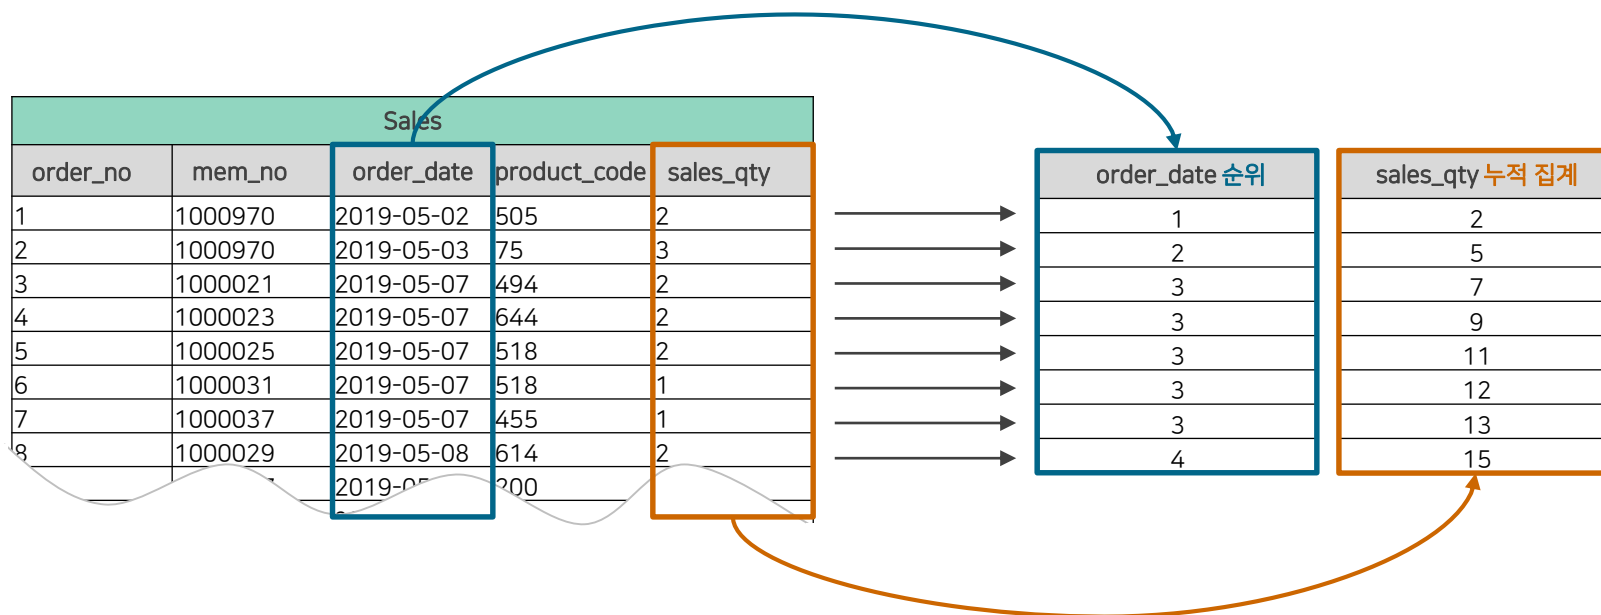 Sales
order_no mem_no order_date product_code sales_qty
1 1000970 2019-05-02 505 2
2 1000970 2019-05-03 75 3
3 1000021 2019-05-07 494 2
4 1000023 2019-05-07 644 2
5 1000025 2019-05-07 518 2
6 1000031 2019-05-07 518 1
7 1000037 2019-05-07 455 1
8 1000029 2019-05-08 614 2
order_date 순위
1
2
3
3
3
3
3
4
sales_qty 누적 집계
2
5
7
9
11
12
13
15